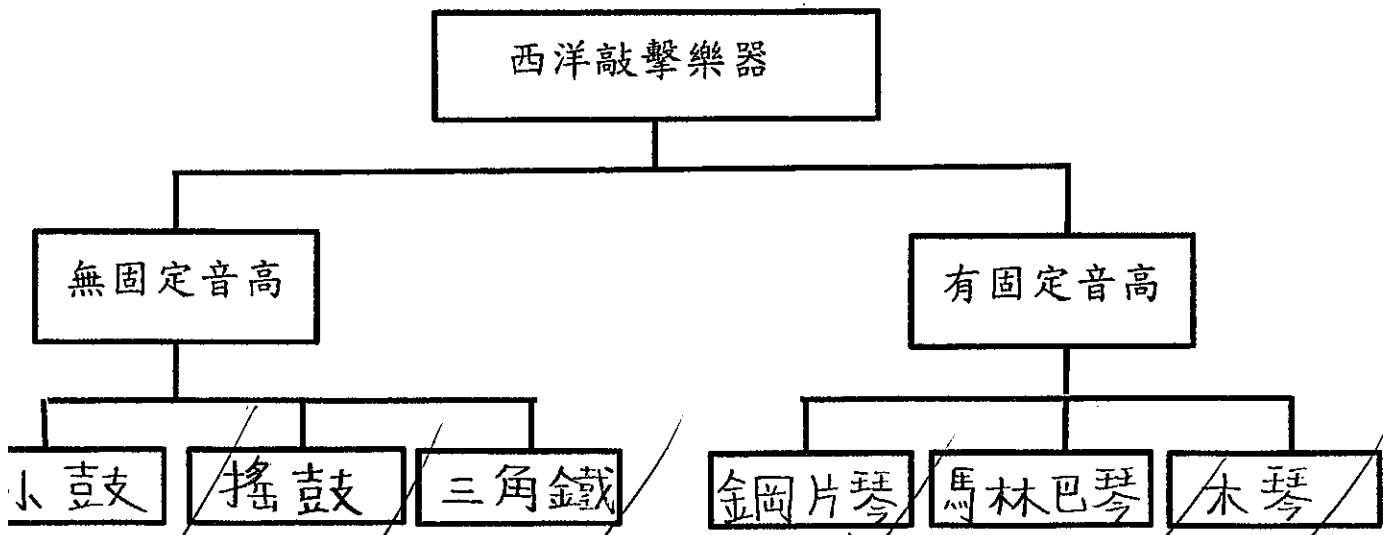 西洋敲擊樂器
無固定音高
有固定音高
小鼓
搖鼓
三角鐵
鋼片琴
馬林巴琴
木琴